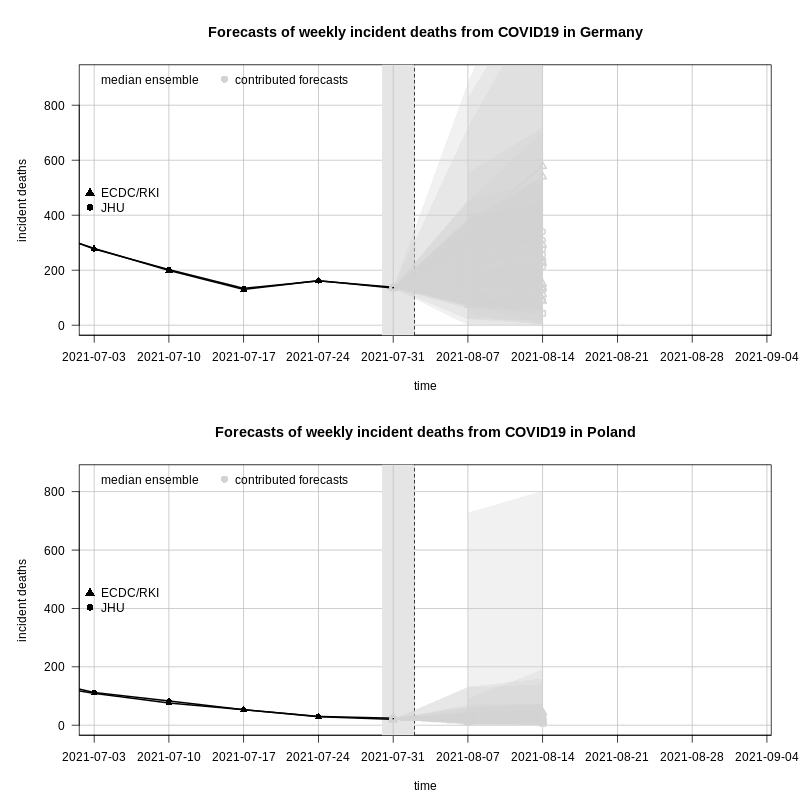 Forecasts of weekly incident deaths from COVID19 in Germany
median ensemble contributed forecasts
800
600
ECDC/RKI
JHU
400
200
0
incident deaths
2021-07-03 2021-07-10 2021-07-17 2021-07-24 2021-07-31 2021-08-07 2021-08-14 2021-08-21 2021-08-28 2021-09-04
time
Forecasts of weekly incident deaths from COVID19 in Poland
median ensemble contributed forecasts
800
600
ECDC/RKI
JHU
400
200
0
incident deaths
2021-07-03 2021-07-10 2021-07-17 2021-07-24 2021-07-31 2021-08-07 2021-08-14 2021-08-21 2021-08-28 2021-09-04
time